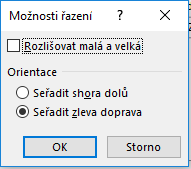 Možnosti řazení
Rozlišovat malá a velká
Orientace
Seřadit shora dolů
Seřadit zleva doprava
OK
Storno